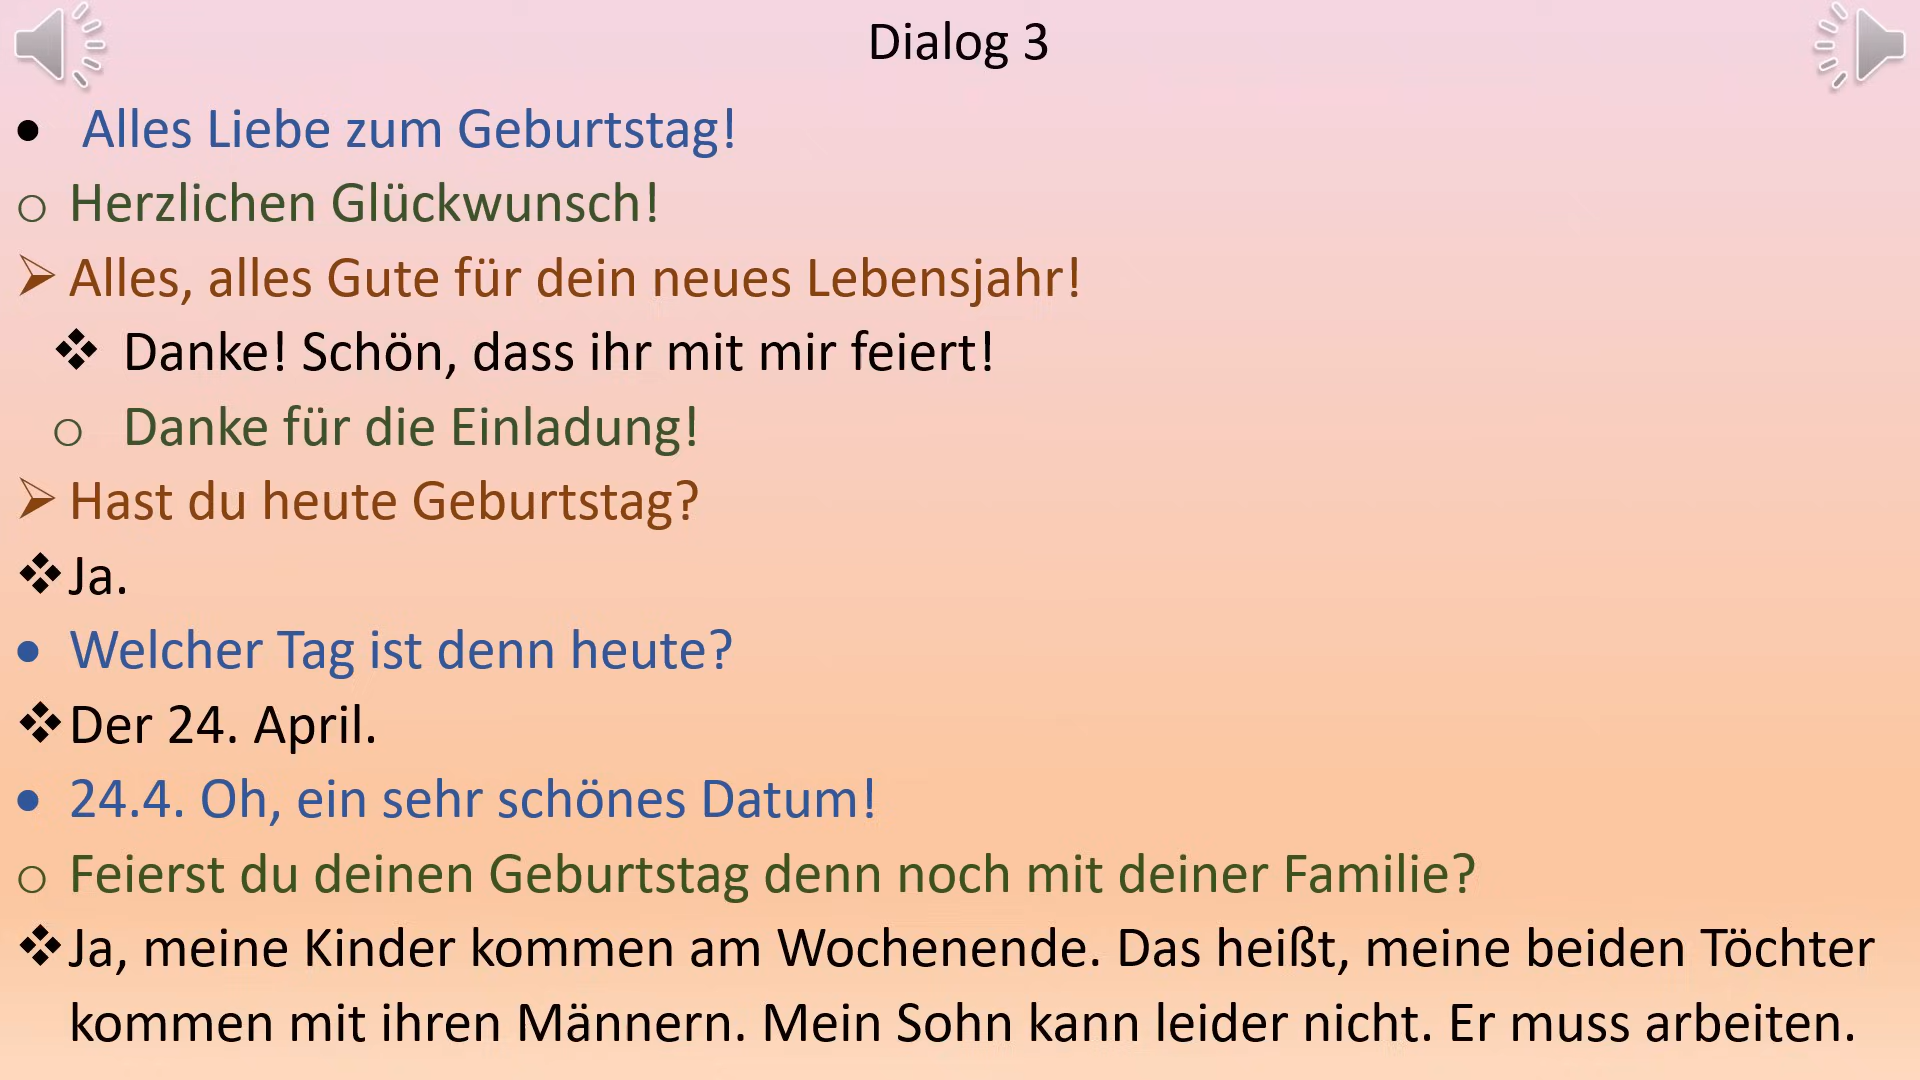 Dialog 3
• Alles Liebe zum Geburtstag!
o Herzlichen Glückwunsch!
➢ Alles, alles Gute für dein neues Lebensjahr!
❖ Danke! Schön, dass ihr mit mir feiert!
o Danke für die Einladung!
➢ Hast du heute Geburtstag?
❖ Ja.
• Welcher Tag ist denn heute?
❖ Der 24. April.
• 24.4. Oh, ein sehr schönes Datum!
o Feierst du deinen Geburtstag denn noch mit deiner Familie?
❖ Ja, meine Kinder kommen am Wochenende. Das heißt, meine beiden Töchter
kommen mit ihren Männern. Mein Sohn kann leider nicht. Er muss arbeiten.